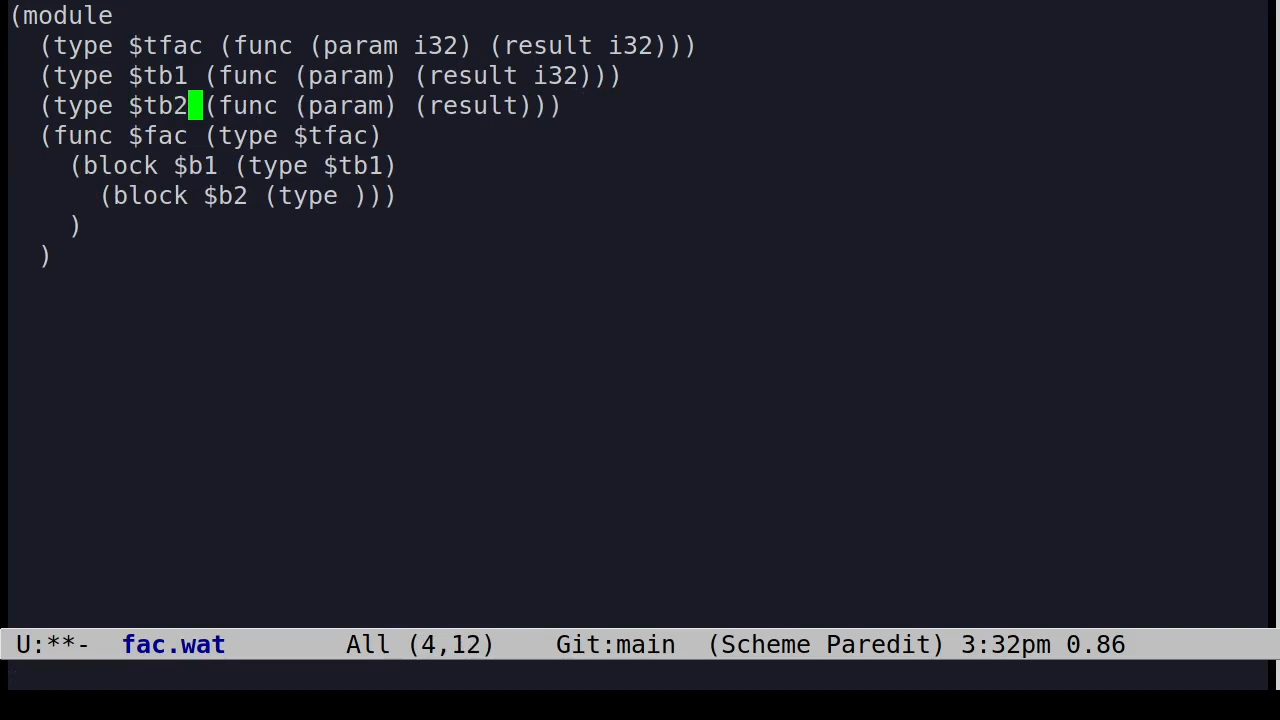 (module
  (type $tfac (func (param i32) (result i32)))
  (type $tb1 (func (param) (result i32)))
  (type $tb2 (func (param) (result)))
  (func $fac (type $tfac)
    (block $b1 (type $tb1)
      (block $b2 (type )))
    )
  )
U:**-  fac.wat        All (4,12)    Git:main  (Scheme Paredit) 3:32pm 0.86